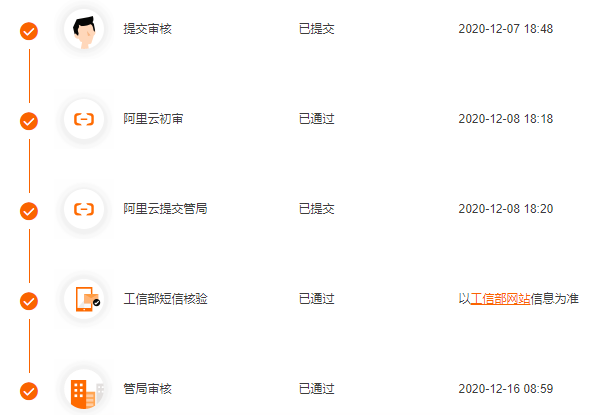 提交审核 已提交 2020-12-07 18:48
阿里云初审 已通过 2020-12-08 18:18
阿里云提交管局 已提交 2020-12-08 18:20
工信部短信核验 已通过 以工信部网站信息为准
管局审核 已通过 2020-12-16 08:59